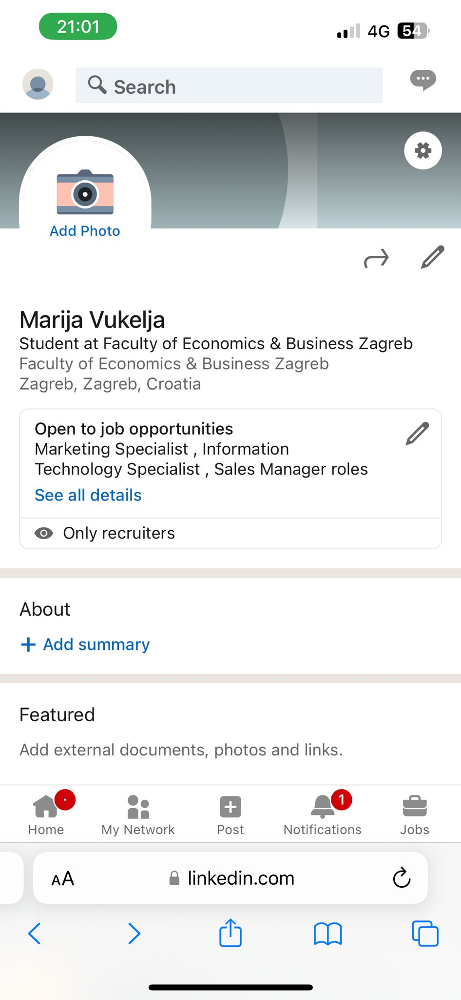 21:01
4G
54
Search
Add Photo
Marija Vukelja
Student at Faculty of Economics & Business Zagreb
Faculty of Economics & Business Zagreb
Zagreb, Zagreb, Croatia
Open to job opportunities
Marketing Specialist , Information
Technology Specialist , Sales Manager roles
See all details
Only recruiters
About
+ Add summary
Featured
Add external documents, photos and links.
1
Home
My Network
Post
Notifications
Jobs
AA
linkedin.com